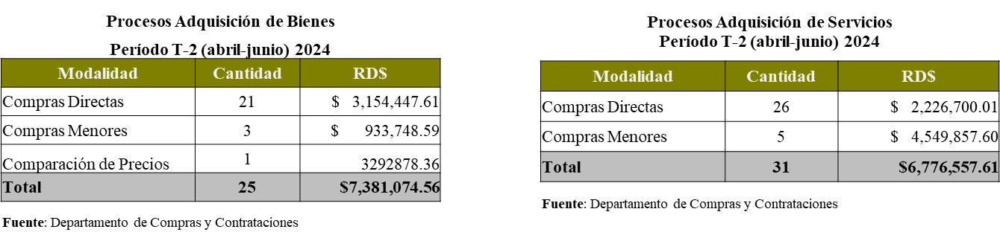 Procesos Adquisición de Bienes
Período T-2 (abril-junio) 2024
Modalidad Cantidad RD$
Compras Directas 21 $ 3,154,447.61
Compras Menores 3 $ 933,748.59
Comparación de Precios 1 3292878.36
Total 25 $7,381,074.56
Fuente: Departamento de Compras y Contrataciones
Procesos Adquisición de Servicios
Período T-2 (abril-junio) 2024
Modalidad Cantidad RD$
Compras Directas 26 $ 2,226,700.01
Compras Menores 5 $ 4,549,857.60
Total 31 $6,776,557.61
Fuente: Departamento de Compras y Contrataciones